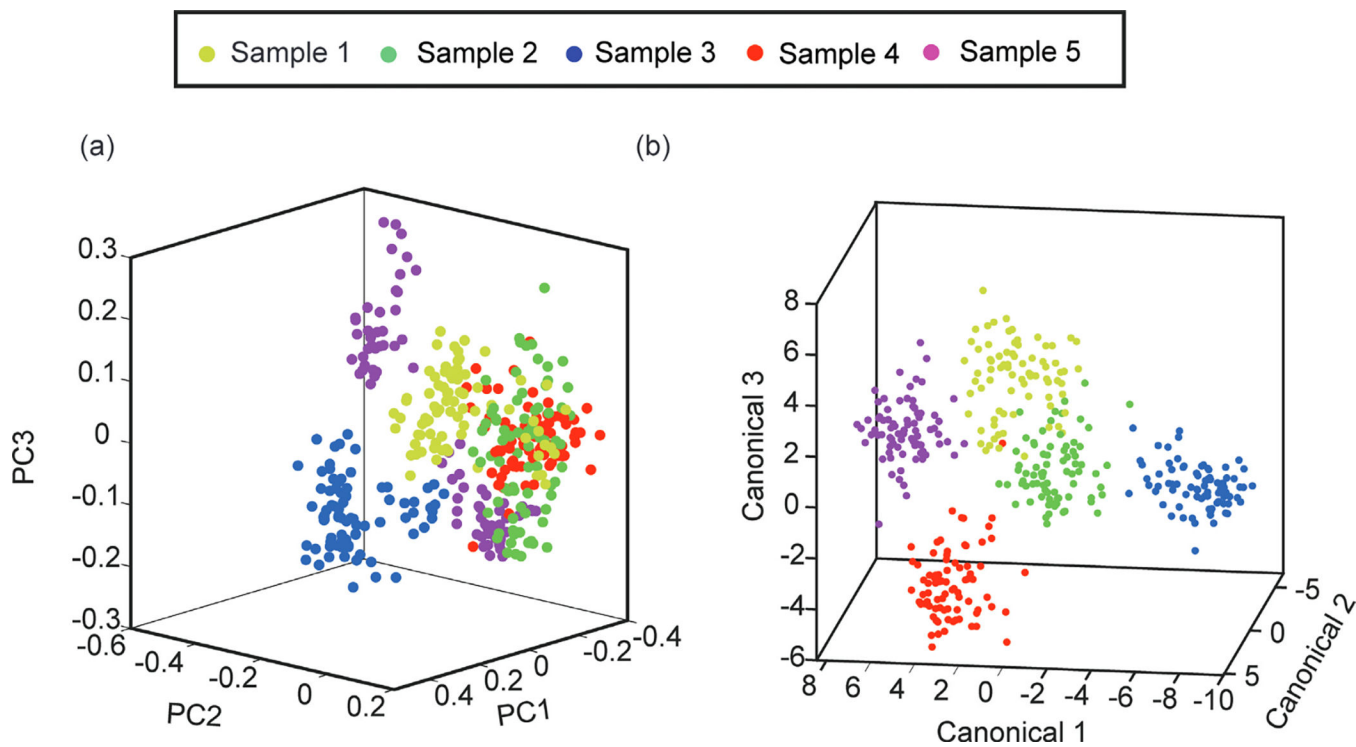 Sample 1 Sample 2 Sample 3 Sample 4 Sample 5
(a)
0.3
0.2
0.1
0
-0.1
-0.2
-0.3
PC3
-0.6
-0.4
-0.2
0
0.2
PC2
0.4
0.2
0
-0.2
-0.4
PC1
(b)
8
6
4
2
0
-2
-4
-6
Canonical 3
8 6 4 2 0 -2 -4 -6 -8 -10
Canonical 1
-5
0
5
Canonical 2